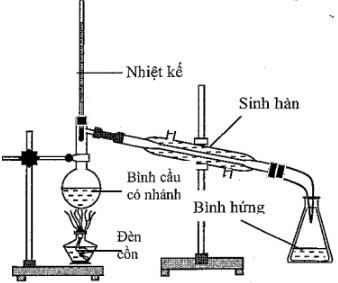 Nhiệt kế
Sinh hàn
Bình cầu
có nhánh
Bình hứng
Đèn
cồn